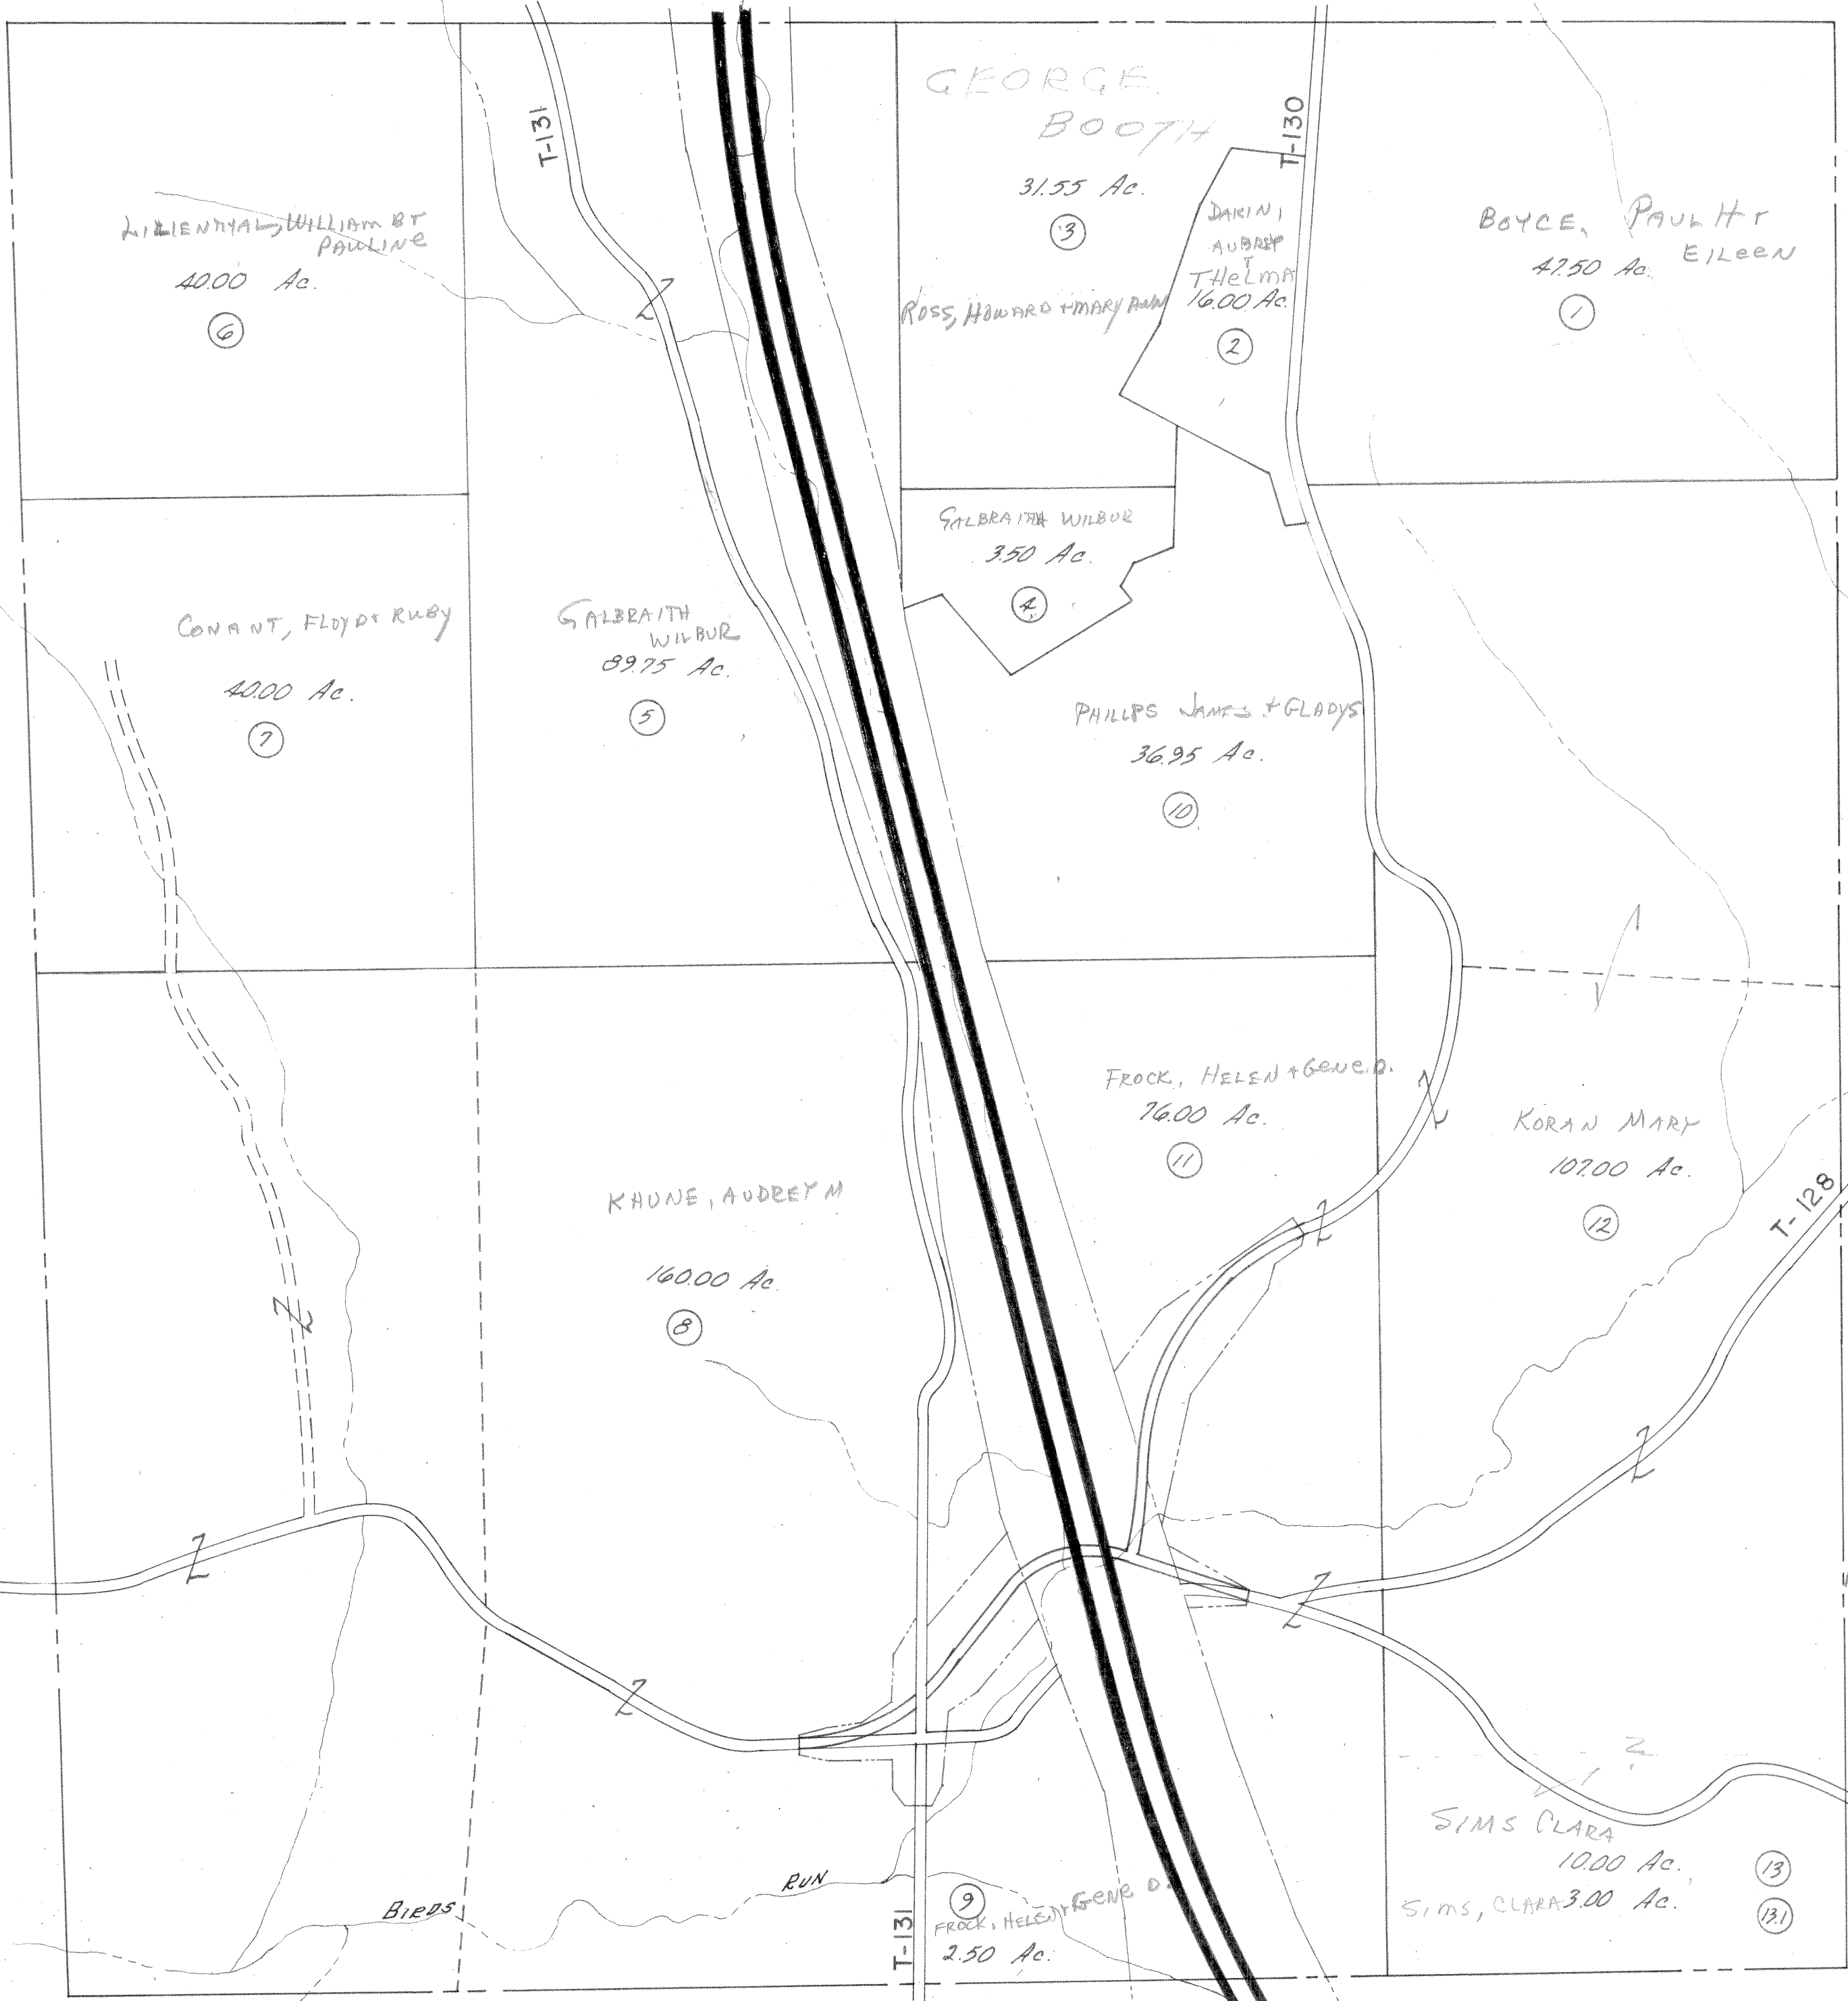 T-131
GEORGE
BOOTH
31.55 Ac.
3
ROSS, HOWARD + MARY ANN
T-130
DAKIN,
AUBREY
+
THELMA
16.00 Ac.
2
BOYCE, PAUL H +
EILEEN
47.50 Ac.
1
WILLIAM B +
PAULINE
40.00 Ac.
6
GALBRAITH WILBUR
3.50 Ac.
4
CONANT, FLOYD + RUBY
40.00 Ac.
7
GALBRAITH
WILBUR
89.75 Ac.
5
PHILLPS JAMES + GLADYS
36.95 Ac.
10
FROCK, HELEN + GENE D.
76.00 Ac.
11
KORAN MARY
107.00 Ac.
12
T-128
KHUNE, AUDREY M
160.00 Ac.
8
SIMS CLARA
10.00 Ac.
13
SIMS, CLARA 3.00 Ac.
13.1
BIRDS RUN
T-131
9
FROCK, HELEN + GENE D.
2.50 Ac.